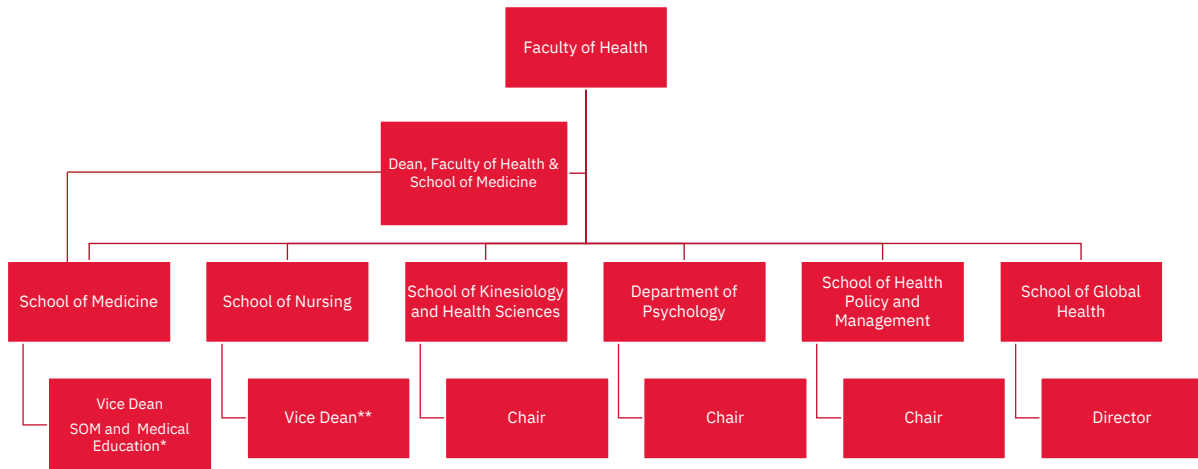 Faculty of Health
Dean, Faculty of Health &
School of Medicine
School of Medicine
School of Nursing
School of Kinesiology
and Health Sciences
Department of
Psychology
School of Health
Policy and
Management
School of Global
Health
Vice Dean
SOM and  Medical
Education*
Vice Dean**
Chair
Chair
Chair
Director